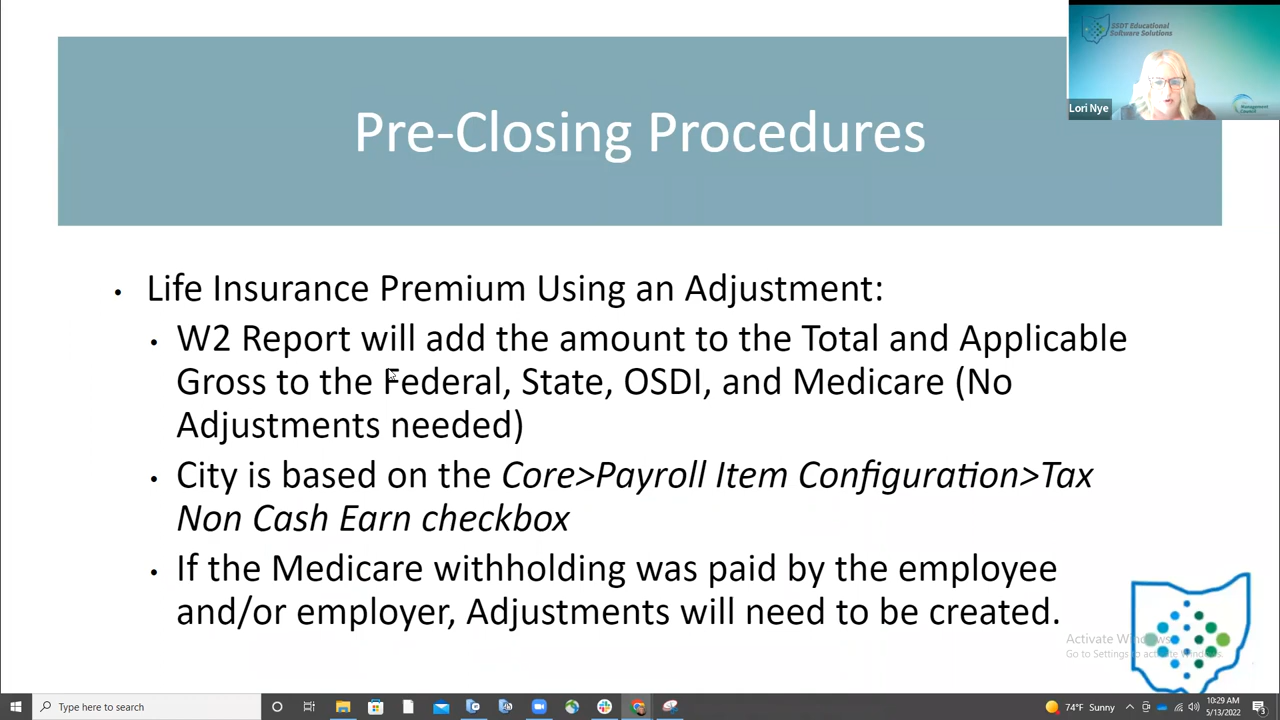 SSDT Educational
Software Solutions
Lori Nye
Management
Council
Pre-Closing Procedures
• Life Insurance Premium Using an Adjustment:
• W2 Report will add the amount to the Total and Applicable
Gross to the Federal, State, OSDI, and Medicare (No
Adjustments needed)
• City is based on the Core>Payroll Item Configuration>Tax
Non Cash Earn checkbox
• If the Medicare withholding was paid by the employee
and/or employer, Adjustments will need to be created.
Activate Windows
Go to Settings to activate Windows.
Type here to search
74°F Sunny
10:29 AM
5/13/2022
3